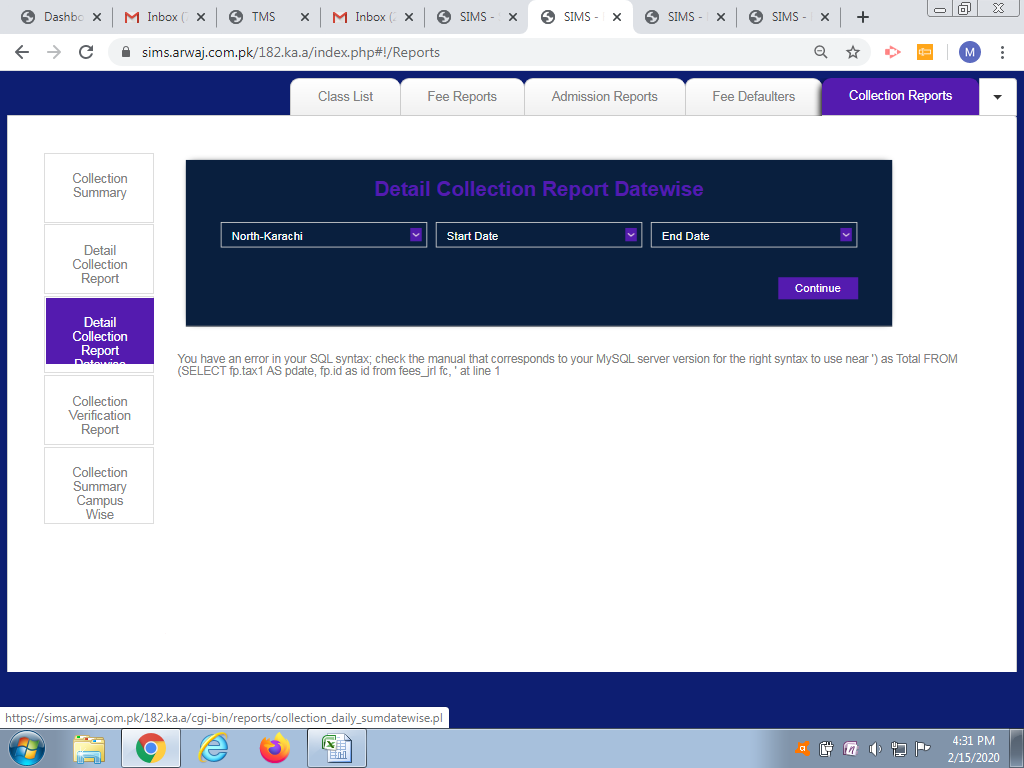 Dashbo
Inbox (
TMS
Inbox (2
SIMS -
SIMS -
SIMS -
SIMS -
sims.arwaj.com.pk/182.ka.a/index.php#!/Reports
M
Class List
Fee Reports
Admission Reports
Fee Defaulters
Collection Reports
Collection
Summary
Detail
Collection
Report
Detail
Collection
Report
Datewise
Collection
Verification
Report
Collection
Summary
Campus
Wise
Detail Collection Report Datewise
North-Karachi
Start Date
End Date
Continue
You have an error in your SQL syntax; check the manual that corresponds to your MySQL server version for the right syntax to use near ') as Total FROM
(SELECT fp.tax1 AS pdate, fp.id as id from fees_jrl fc, ' at line 1
https://sims.arwaj.com.pk/182.ka.a/cgi-bin/reports/collection_daily_sumdatewise.pl
4:31 PM
2/15/2020